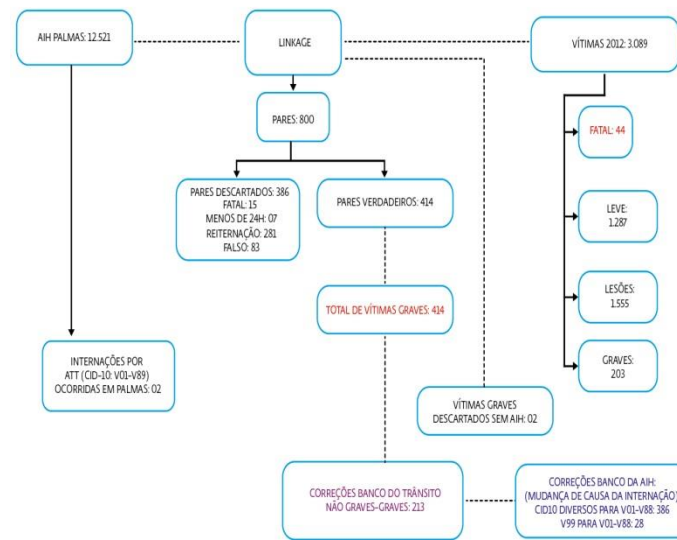 AIH PALMAS: 12.521
LINKAGE
VÍTIMAS 2012: 3.089
PARES: 800
FATAL: 44
PARES DESCARTADOS: 386
FATAL: 15
MENOS DE 24H: 07
REITERNAÇÃO: 281
FALSO: 83
PARES VERDADEIROS: 414
LEVE:
1.287
TOTAL DE VÍTIMAS GRAVES: 414
LESÕES:
1.555
INTERNAÇÕES POR
ATT (CID-10: V01-V89)
OCORRIDAS EM PALMAS: 02
GRAVES:
203
VÍTIMAS GRAVES
DESCARTADOS SEM AIH: 02
CORREÇÕES BANCO DO TRÂNSITO
NÃO GRAVES-GRAVES: 213
CORREÇÕES BANCO DA AIH:
(MUDANÇA DE CAUSA DA INTERNAÇÃO)
CID10 DIVERSOS PARA V01-V88: 386
V99 PARA V01-V88: 28